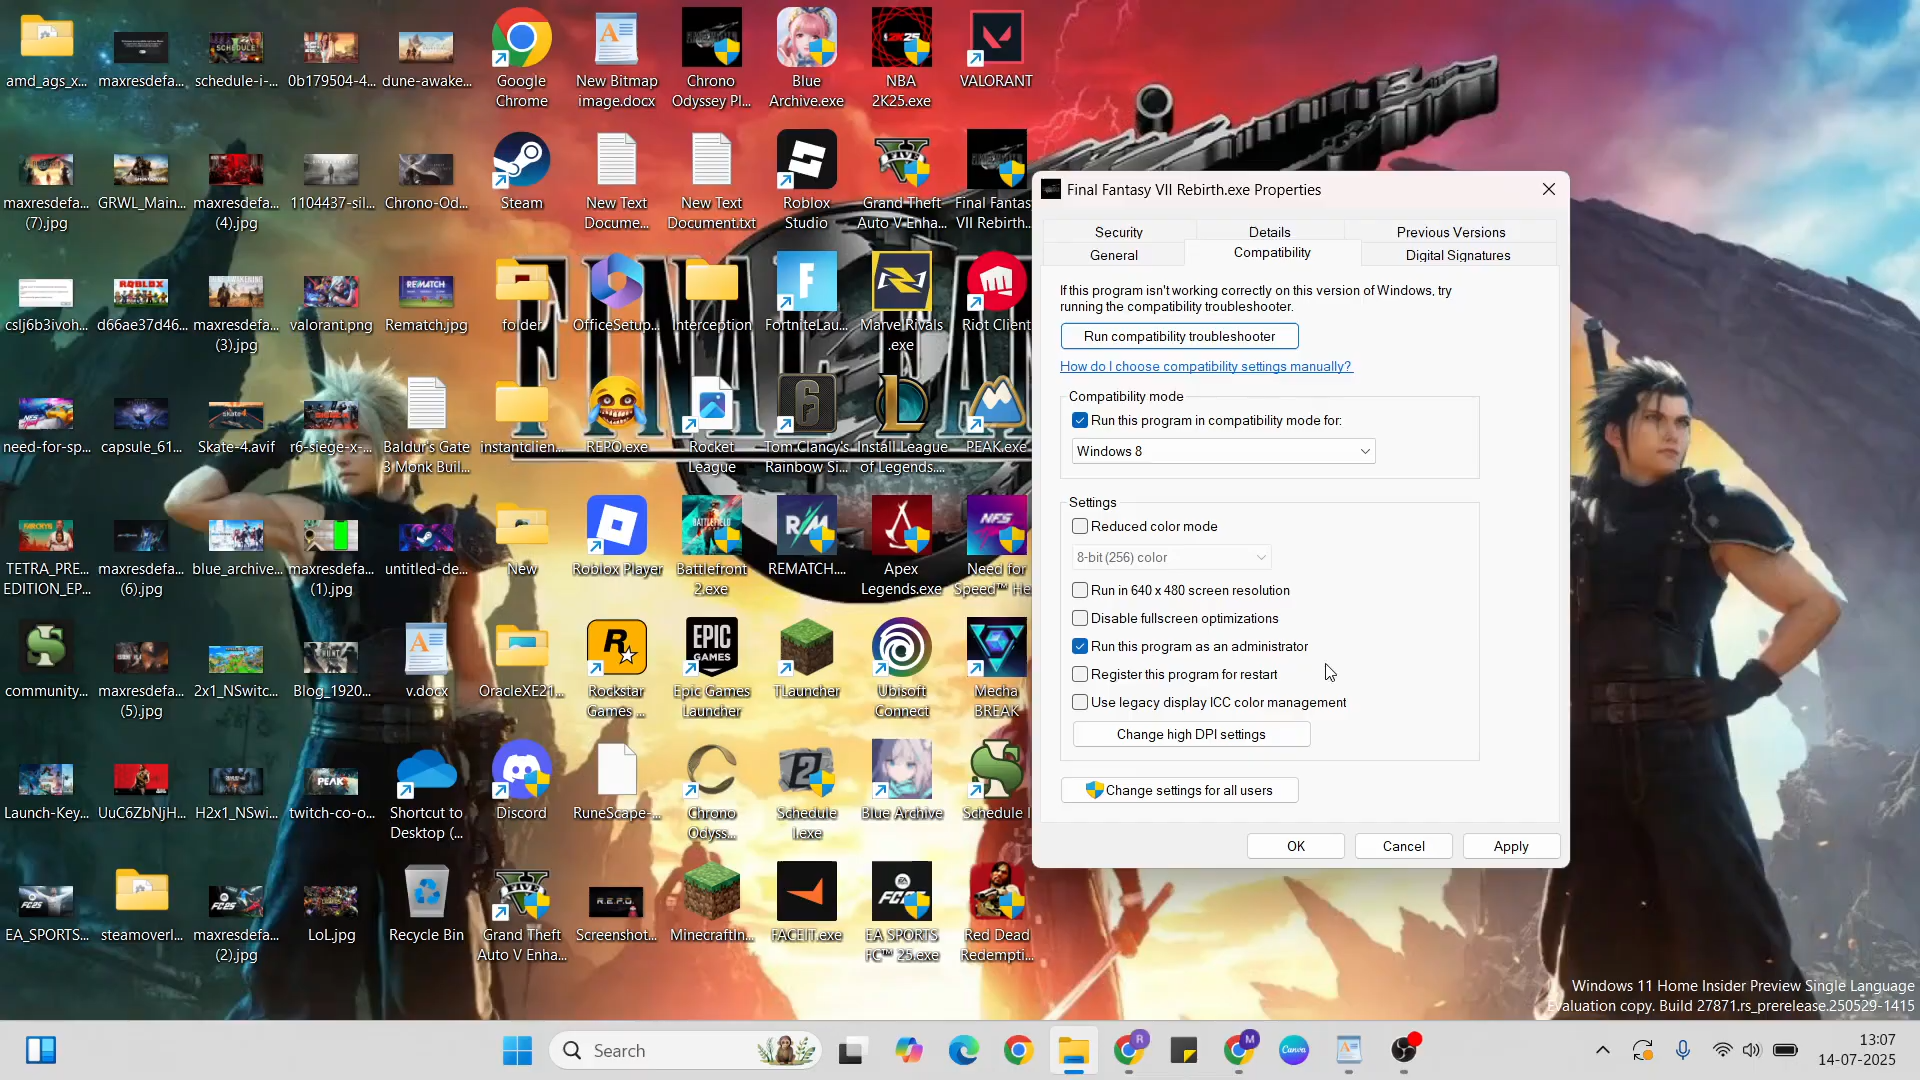 amd_ags_x...
maxresdefa...
schedule-i-...
0b179504-4...
dune-awake...
Google
Chrome
New Bitmap
image.docx
Chrono
Odyssey Pl...
Blue
Archive.exe
NBA
2K25.exe
VALORANT
maxresdefa...
(7).jpg
GRWL_Main...
maxresdefa...
(4).jpg
1104437-sil...
Chrono-Od...
Steam
New Text
Docume...
New Text
Document.txt
Roblox
Studio
Grand Theft
Auto V Enha...
Final Fantasy
VII Rebirth...
cslj6b3ivoh...
d66ae37d46...
maxresdefa...
(3).jpg
valorant.png
Rematch.jpg
folder
OfficeSetup...
Interception
FortniteLau...
Marvel Rivals
.exe
Riot Client
need-for-sp...
capsule_61...
Skate-4.avif
r6-siege-x-...
Baldur's Gate
3 Monk Buil...
instantclien...
REPO.exe
Rocket
League
Tom Clancy's
Rainbow Si...
Install League
of Legends....
PEAK.exe
TETRA_PRE...
EDITION_EP...
maxresdefa...
(6).jpg
blue_archive...
maxresdefa...
(1).jpg
untitled-de...
New
Roblox Player
Battlefront
2.exe
REMATCH....
Apex
Legends.exe
Need for
Speed™ He
community...
maxresdefa...
(5).jpg
2x1_NSwitc...
Blog_1920...
v.docx
OracleXE21...
Rockstar
Games ...
Epic Games
Launcher
TLauncher
Ubisoft
Connect
Mecha
BREAK
Launch-Key...
UuC6ZbNjH...
H2x1_NSwi...
twitch-co-o...
Shortcut to
Desktop (...
Discord
RuneScape-...
Chrono
Odyss...
Schedule
I.exe
Blue Archive
Schedule I
EA_SPORTS...
steamoverl...
maxresdefa...
(2).jpg
LoL.jpg
Recycle Bin
Grand Theft
Auto V Enha...
Screenshot...
MinecraftIn...
FACEIT.exe
EA SPORTS
FC™ 25.exe
Red Dead
Redempti...
FINAL FAN
Final Fantasy VII Rebirth.exe Properties
Security
Details
Previous Versions
General
Compatibility
Digital Signatures
If this program isn't working correctly on this version of Windows, try
running the compatibility troubleshooter.
Run compatibility troubleshooter
How do I choose compatibility settings manually?
Compatibility mode
Run this program in compatibility mode for:
Windows 8
Settings
Reduced color mode
8-bit (256) color
Run in 640 x 480 screen resolution
Disable fullscreen optimizations
Run this program as an administrator
Register this program for restart
Use legacy display ICC color management
Change high DPI settings
Change settings for all users
OK
Cancel
Apply
Windows 11 Home Insider Preview Single Language
Evaluation copy. Build 27871.rs_prerelease.250529-1415
Search
13:07
14-07-2025